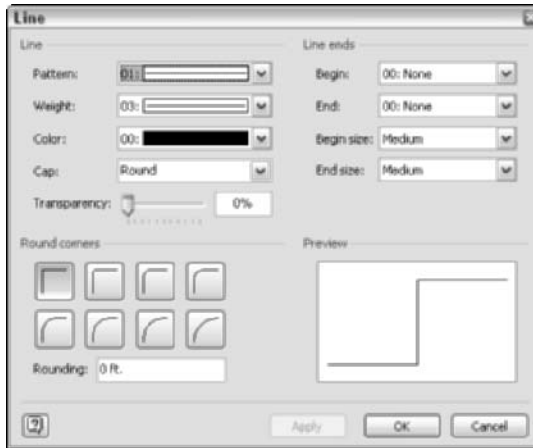 Line
Line
Pattern: 01:
Weight: 03:
Color: 00:
Cap: Round
Transparency: 0%
Line ends
Begin: 00: None
End: 00: None
Begin size: Medium
End size: Medium
Round corners
Rounding: 0 ft.
Preview
?
Apply OK Cancel